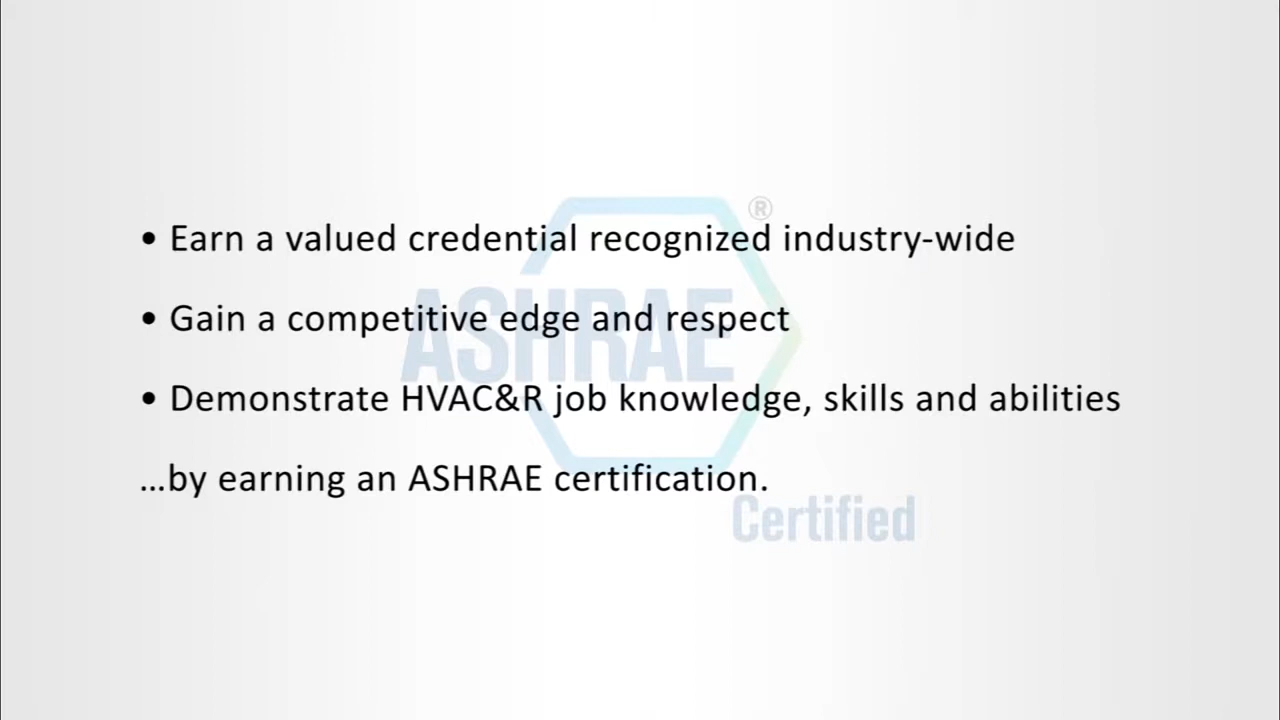 • Earn a valued credential recognized industry-wide
• Gain a competitive edge and respect
• Demonstrate HVAC&R job knowledge, skills and abilities
...by earning an ASHRAE certification.
ASHRAE ®
Certified